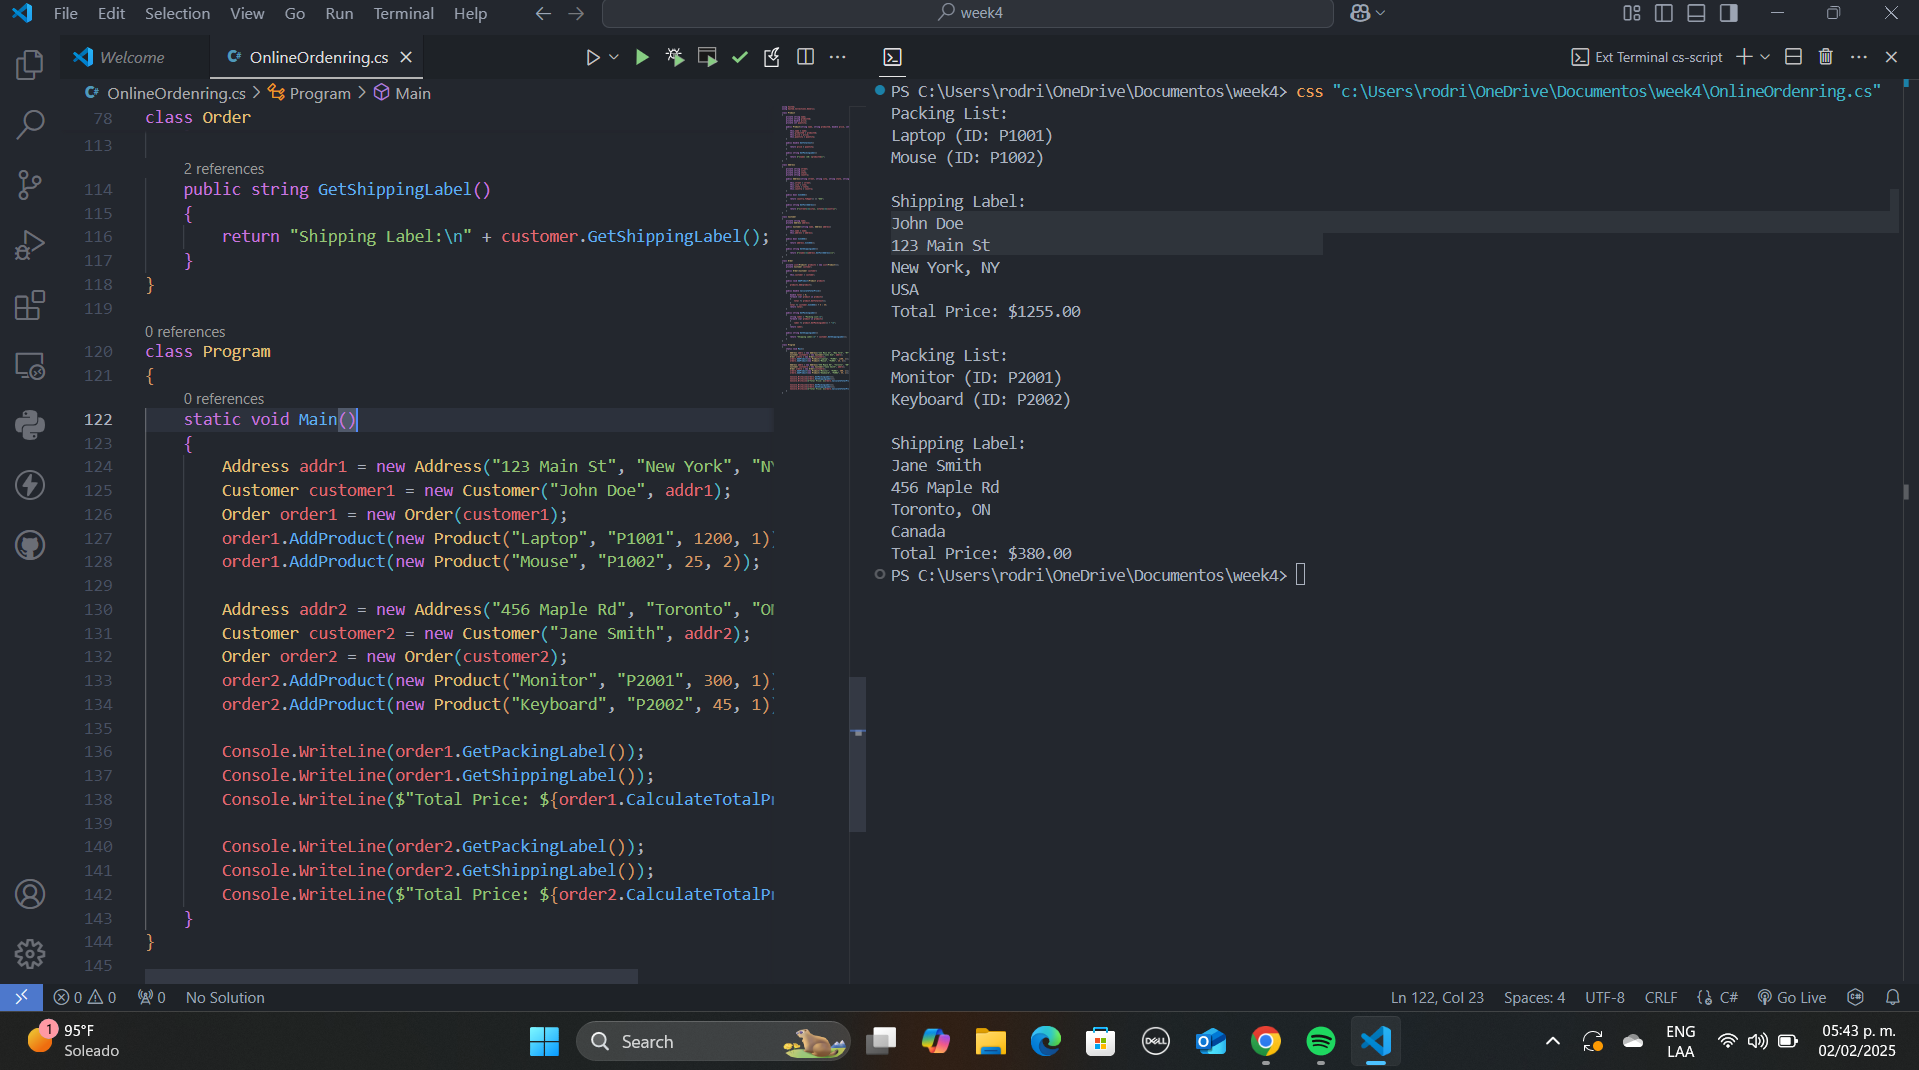 File Edit Selection View Go Run Terminal Help
week4
Welcome
OnlineOrdenring.cs
OnlineOrdenring.cs > Program > Main
78 class Order
113
2 references
114 public string GetShippingLabel()
115 {
116 return "Shipping Label:\n" + customer.GetShippingLabel();
117 }
118 }
119
0 references
120 class Program
121 {
0 references
122 static void Main()
123 {
124 Address addr1 = new Address("123 Main St", "New York", "NY
125 Customer customer1 = new Customer("John Doe", addr1);
126 Order order1 = new Order(customer1);
127 order1.AddProduct(new Product("Laptop", "P1001", 1200, 1)
128 order1.AddProduct(new Product("Mouse", "P1002", 25, 2));
129
130 Address addr2 = new Address("456 Maple Rd", "Toronto", "ON
131 Customer customer2 = new Customer("Jane Smith", addr2);
132 Order order2 = new Order(customer2);
133 order2.AddProduct(new Product("Monitor", "P2001", 300, 1)
134 order2.AddProduct(new Product("Keyboard", "P2002", 45, 1)
135
136 Console.WriteLine(order1.GetPackingLabel());
137 Console.WriteLine(order1.GetShippingLabel());
138 Console.WriteLine($"Total Price: ${order1.CalculateTotalPr
139
140 Console.WriteLine(order2.GetPackingLabel());
141 Console.WriteLine(order2.GetShippingLabel());
142 Console.WriteLine($"Total Price: ${order2.CalculateTotalPr
143 }
144 }
145
Ext Terminal cs-script
PS C:\Users\rodri\OneDrive\Documentos\week4> css "c:\Users\rodri\OneDrive\Documentos\week4\OnlineOrdenring.cs"
Packing List:
Laptop (ID: P1001)
Mouse (ID: P1002)
Shipping Label:
John Doe
123 Main St
New York, NY
USA
Total Price: $1255.00
Packing List:
Monitor (ID: P2001)
Keyboard (ID: P2002)
Shipping Label:
Jane Smith
456 Maple Rd
Toronto, ON
Canada
Total Price: $380.00
PS C:\Users\rodri\OneDrive\Documentos\week4>
0 0 0 No Solution
Ln 122, Col 23 Spaces: 4 UTF-8 CRLF C# Go Live
1
95°F
Soleado
Search
DELL
ENG
LAA
05:43 p. m.
02/02/2025